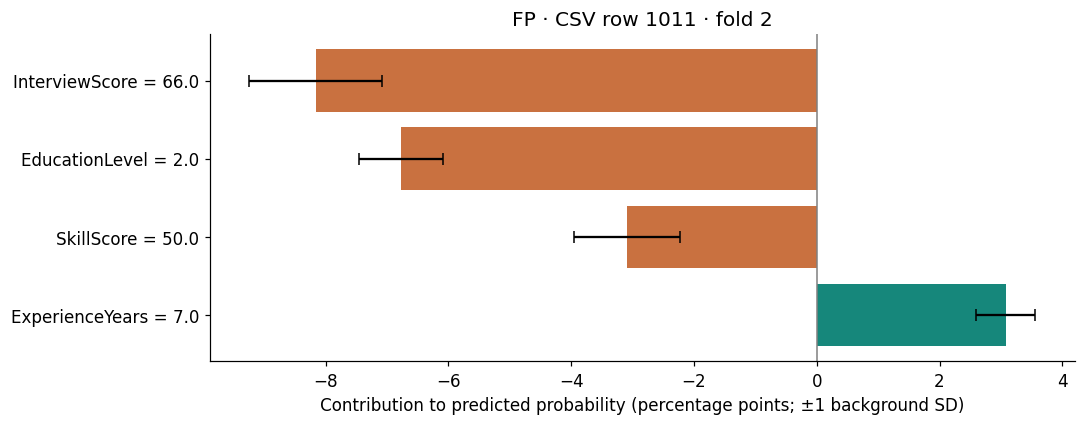 FP · CSV row 1011 · fold 2
InterviewScore = 66.0
EducationLevel = 2.0
SkillScore = 50.0
ExperienceYears = 7.0
−8 −6 −4 −2 0 2 4
Contribution to predicted probability (percentage points; ±1 background SD)